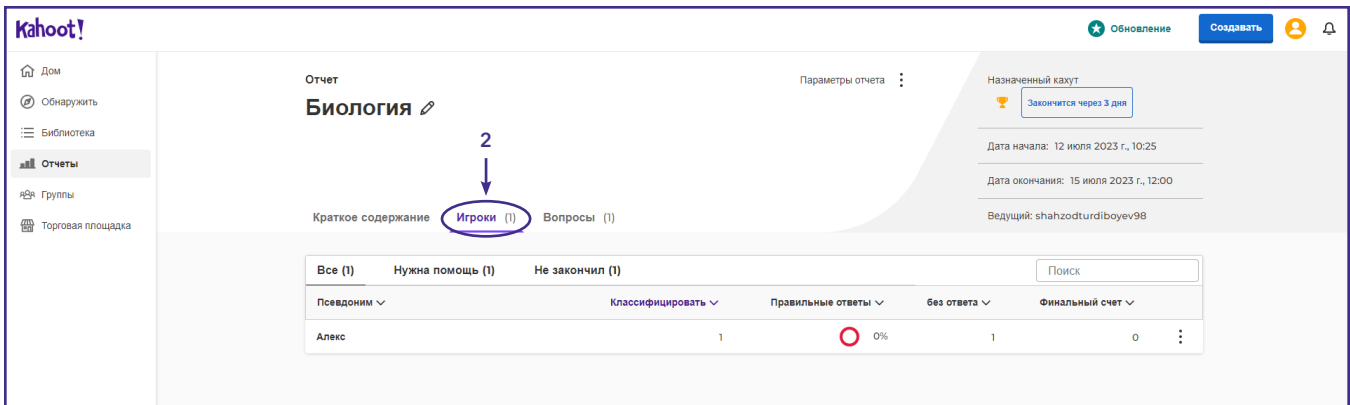 Kahoot!
Обновление
Создавать
Дом
Обнаружить
Библиотека
Отчеты
Группы
Торговая площадка
Отчет
Параметры отчета
Биология
2
Краткое содержание
Игроки (1)
Вопросы (1)
Назначенный кахут
Закончится через 3 дня
Дата начала: 12 июля 2023 г., 10:25
Дата окончания: 15 июля 2023 г., 12:00
Ведущий: shahzodturdiboyev98
Все (1) Нужна помощь (1) Не закончил (1) Поиск
Псевдоним Классифицировать Правильные ответы без ответа Финальный счет
Алекс 1 0% 1 0